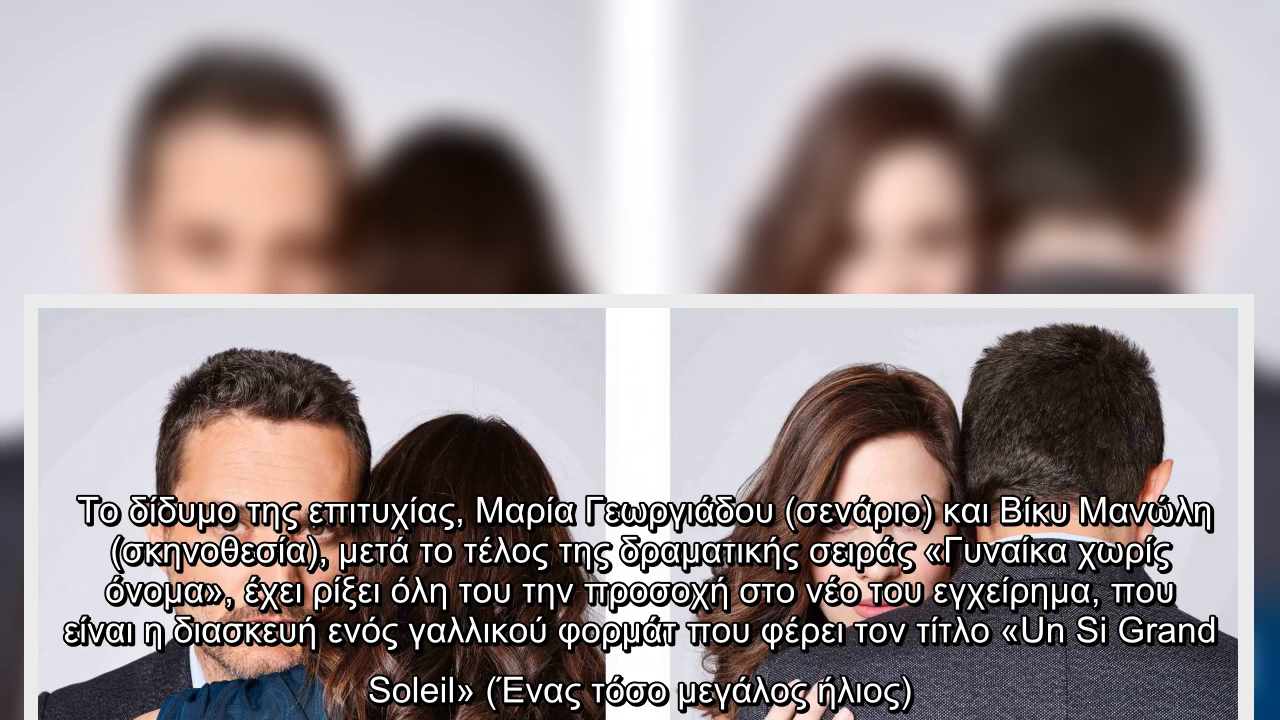 Το δίδυμο της επιτυχίας, Μαρία Γεωργιάδου (σενάριο) και Βίκυ Μανώλη
(σκηνοθεσία), μετά το τέλος της δραματικής σειράς «Γυναίκα χωρίς
όνομα», έχει ρίξει όλη του την προσοχή στο νέο του εγχείρημα, που
είναι η διασκευή ενός γαλλικού φορμάτ που φέρει τον τίτλο «Un Si Grand
Soleil» (Ένας τόσο μεγάλος ήλιος)